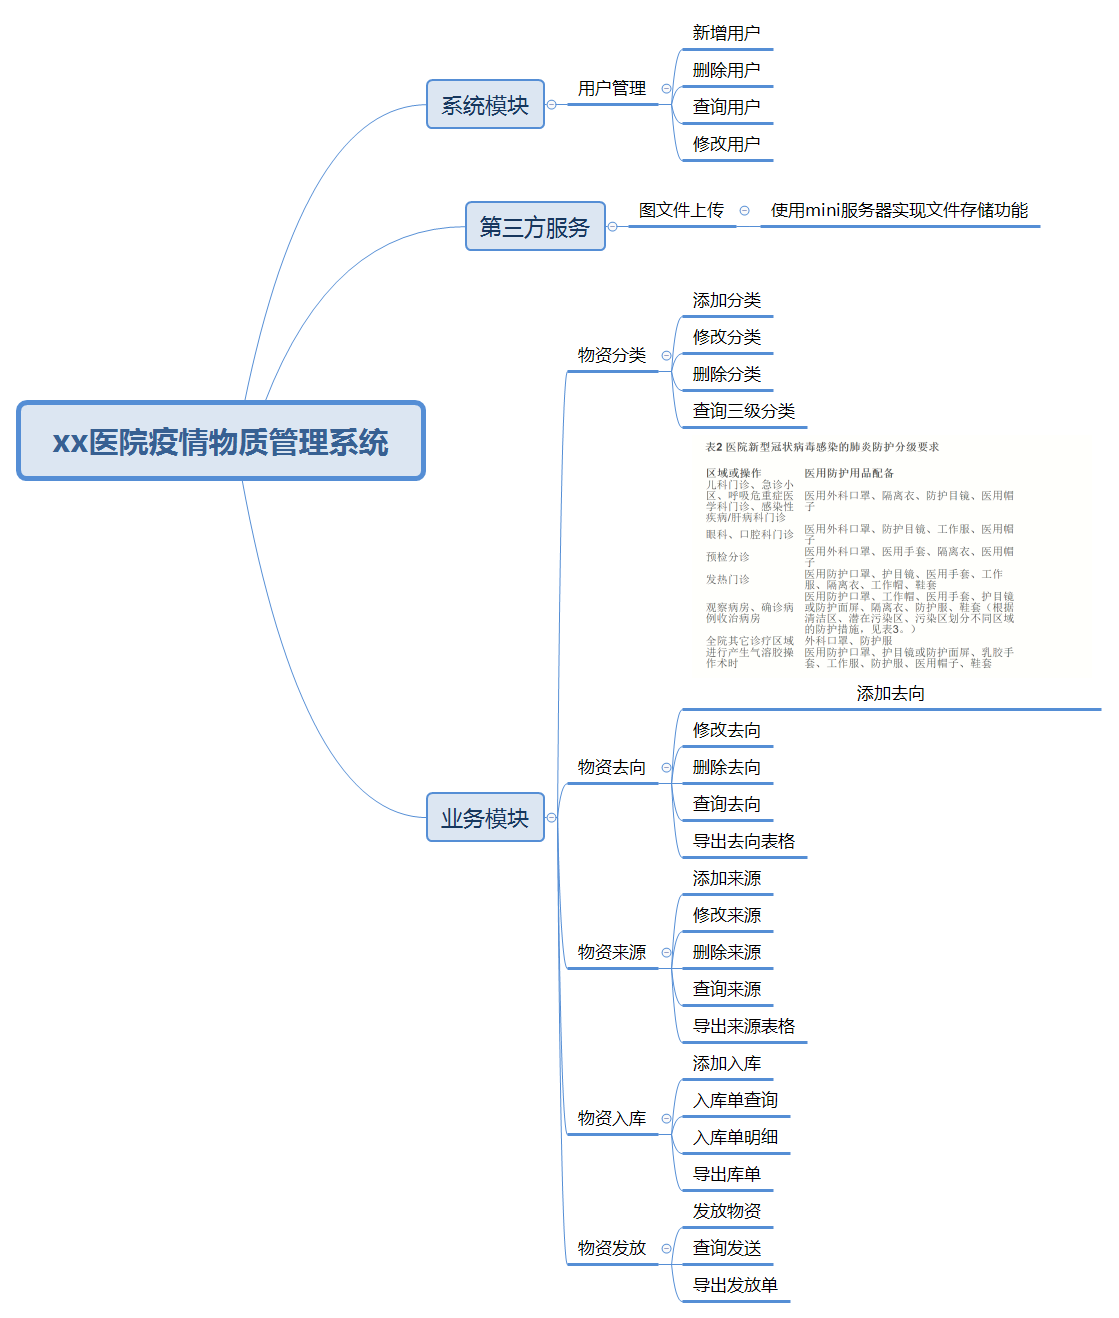 新增用户
删除用户
查询用户
修改用户
用户管理
系统模块
图文件上传
使用mini服务器实现文件存储功能
第三方服务
添加分类
修改分类
删除分类
查询三级分类
物资分类
xx医院疫情物质管理系统
表2 医院新型冠状病毒感染的肺炎防护分级要求
区域或操作 医用防护用品配备
儿科门诊、急诊小
区、呼吸危重症医
学科门诊、感染性
疾病/肝病科门诊
医用外科口罩、隔离衣、防护目镜、医用帽
子
眼科、口腔科门诊
医用外科口罩、防护目镜、工作服、医用帽
子
预检分诊
医用外科口罩、医用手套、隔离衣、医用帽
子
发热门诊
医用防护口罩、护目镜、医用手套、工作
服、隔离衣、工作帽、鞋套
观察病房、确诊病
例收治病房
医用防护口罩、工作帽、医用手套、护目镜
或防护面屏、隔离衣、防护服、鞋套（根据
清洁区、潜在污染区、污染区划分不同区域
的防护措施，见表3。）
全院其它诊疗区域 外科口罩、防护服
进行产生气溶胶操
作术时
医用防护口罩、护目镜或防护面屏、乳胶手
套、工作服、防护服、医用帽子、鞋套
添加去向
修改去向
删除去向
查询去向
导出去向表格
物资去向
业务模块
添加来源
修改来源
删除来源
查询来源
导出来源表格
物资来源
添加入库
入库单查询
入库单明细
导出库单
物资入库
发放物资
查询发送
导出发放单
物资发放